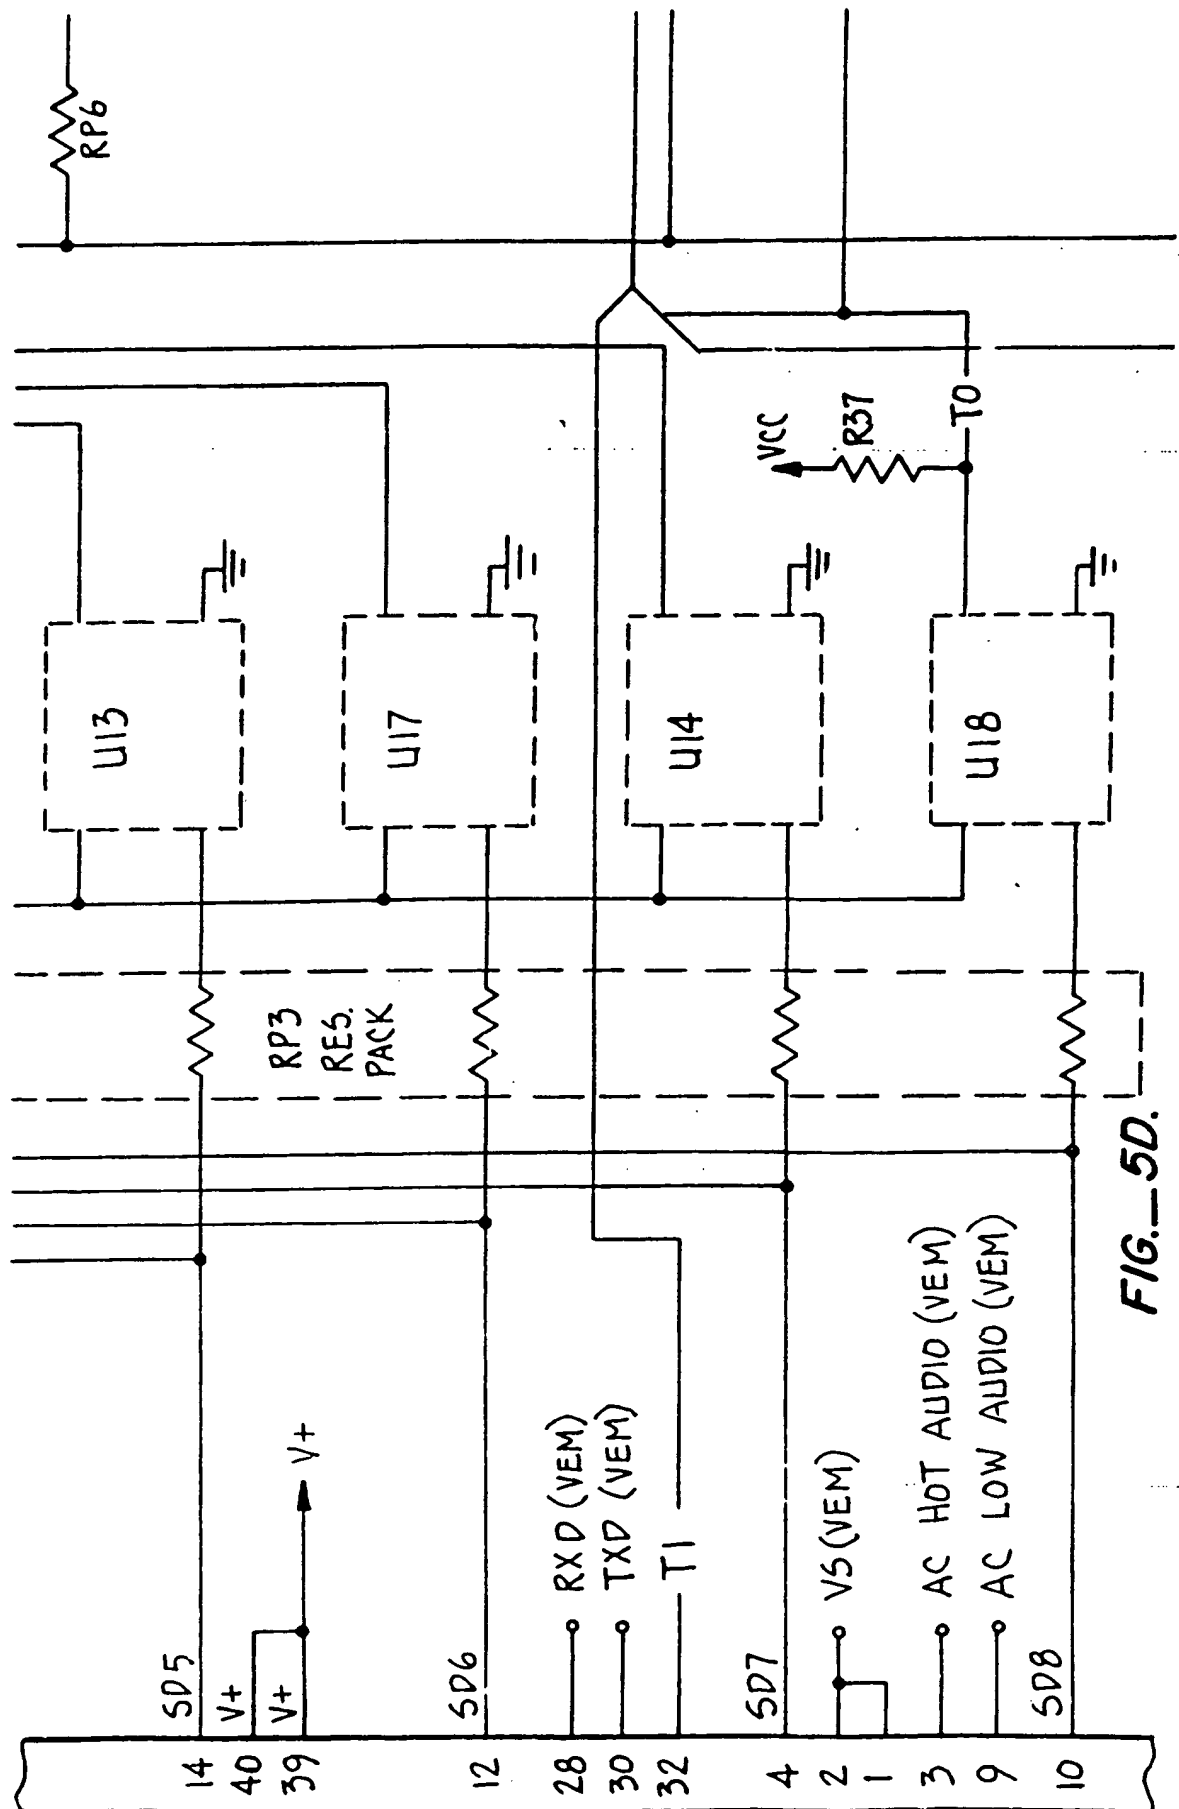 14
SD5
40
V+
39
V+
V+
12
SD6
28
RXD (VEM)
30
TXD (VEM)
32
T1
4
SD7
2
VS (VEM)
1
3
AC HOT AUDIO (VEM)
9
AC LOW AUDIO (VEM)
10
SD8
RP3
RES.
PACK
U13
U17
U14
U18
VCC
R37
T0
RP6
FIG._5D.